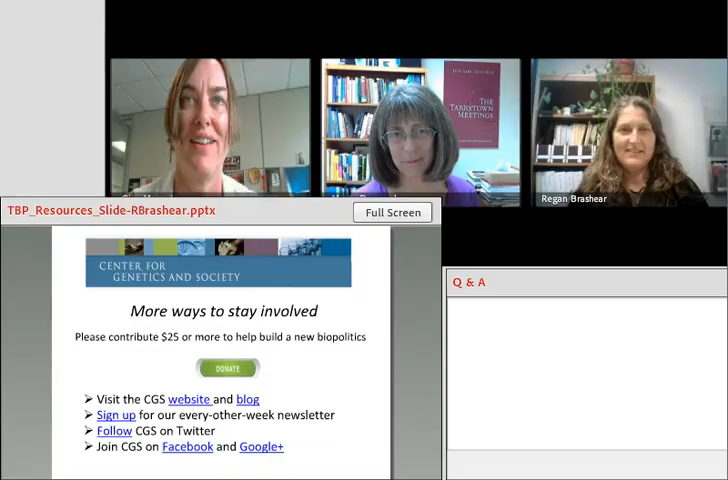 THE
TARRYTOWN
MEETINGS
Regan Brashear
TBP_Resources_Slide-RBrashear.pptx
Full Screen
CENTER FOR
GENETICS AND SOCIETY
More ways to stay involved
Please contribute $25 or more to help build a new biopolitics
DONATE
➢ Visit the CGS website and blog
➢ Sign up for our every-other-week newsletter
➢ Follow CGS on Twitter
➢ Join CGS on Facebook and Google+
Q & A